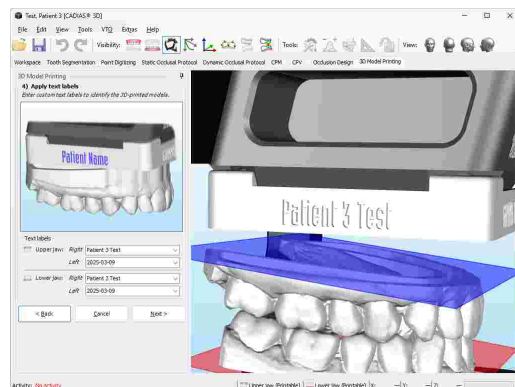 Test, Patient 3 [CADIAS® 3D]
File Edit View Tools VTO Extras Help
Visibility: Tools: View:
Workspace Tooth Segmentation Point Digitizing Static Occlusal Protocol Dynamic Occlusal Protocol CPM CPV Occlusion Design 3D Model Printing
3D Model Printing
4) Apply text labels
Enter custom text labels to identify the 3D-printed models.
Patient Name
Text labels
Upper jaw: Right Patient 3 Test
Left 2025-03-09
Lower jaw: Right Patient 3 Test
Left 2025-03-09
< Back Cancel Next >
Patient 3 Test
Activity: No activity Upper jaw (Printable) Lower jaw (Printable) X: Y: Z: